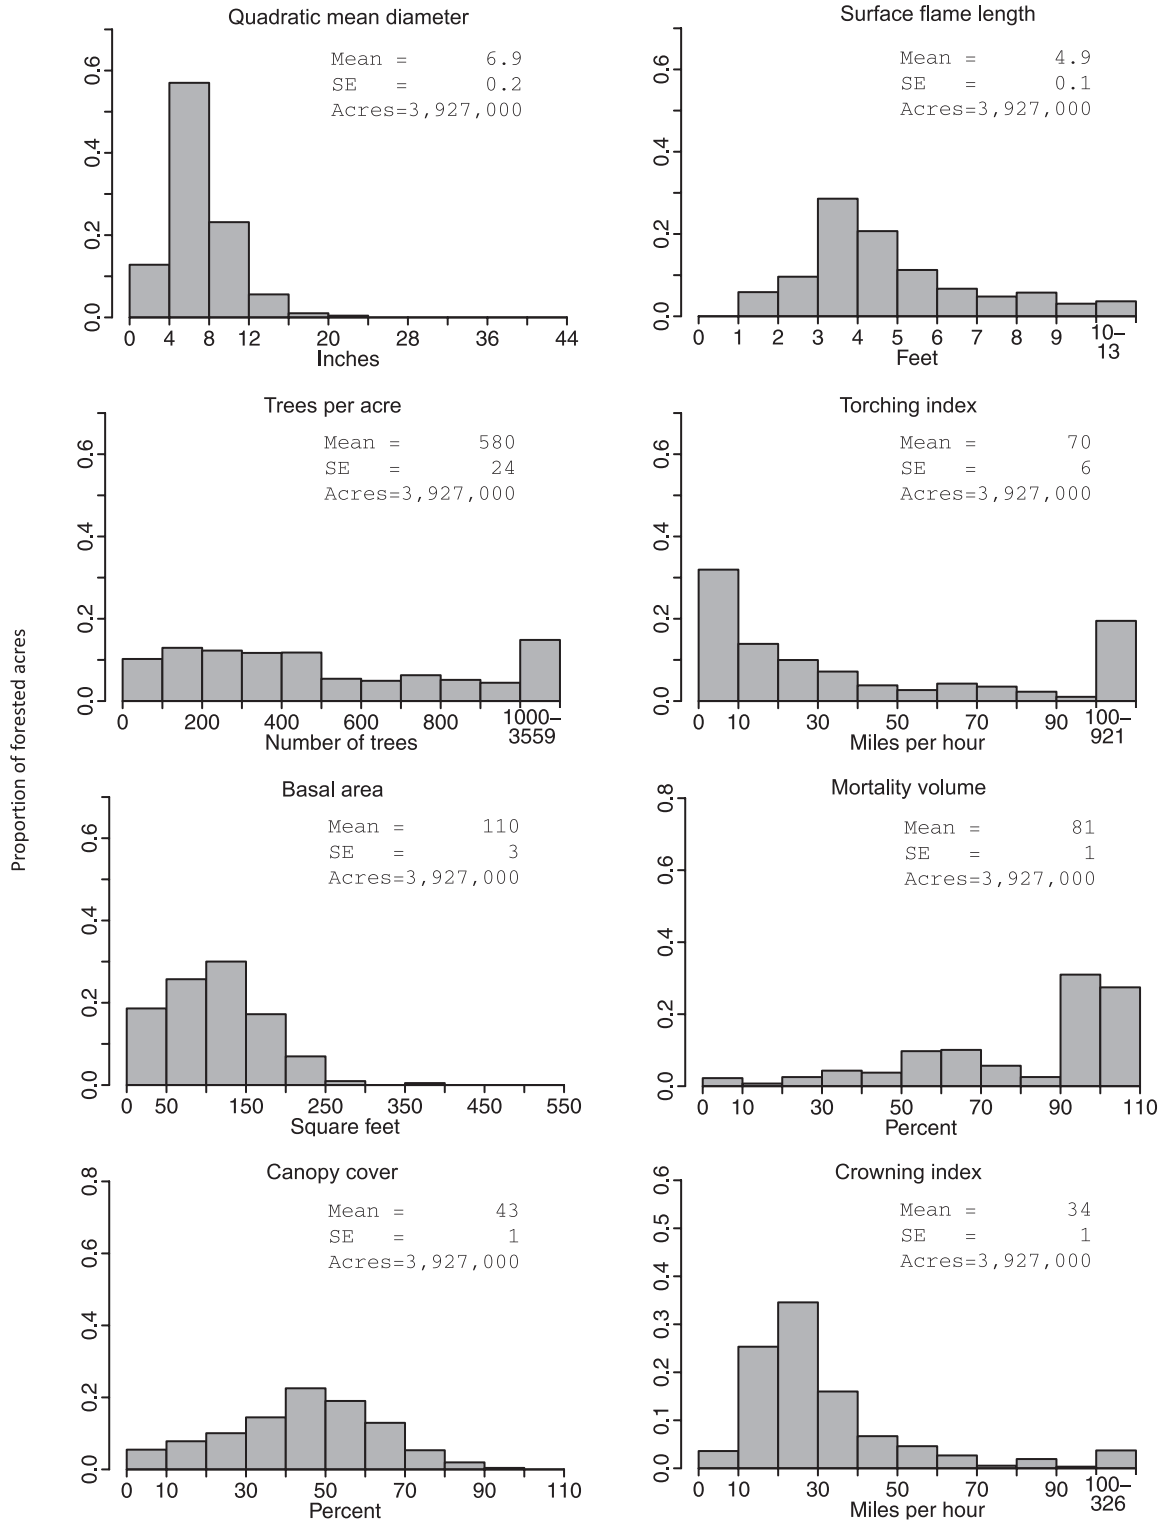 Proportion of forested acres
Quadratic mean diameter
Mean = 6.9
SE = 0.2
Acres=3,927,000
0.0 0.2 0.4 0.6
0 4 8 12 20 28 36 44
Inches
Surface flame length
Mean = 4.9
SE = 0.1
Acres=3,927,000
0.0 0.2 0.4 0.6
0 1 2 3 4 5 6 7 8 9 10–
13
Feet
Trees per acre
Mean = 580
SE = 24
Acres=3,927,000
0.0 0.2 0.4 0.6
0 200 400 600 800 1000–
3559
Number of trees
Torching index
Mean = 70
SE = 6
Acres=3,927,000
0.0 0.2 0.4 0.6
0 10 30 50 70 90 100–
921
Miles per hour
Basal area
Mean = 110
SE = 3
Acres=3,927,000
0.0 0.2 0.4 0.6
0 50 150 250 350 450 550
Square feet
Mortality volume
Mean = 81
SE = 1
Acres=3,927,000
0.0 0.2 0.4 0.6 0.8
0 10 30 50 70 90 110
Percent
Canopy cover
Mean = 43
SE = 1
Acres=3,927,000
0.0 0.2 0.4 0.6 0.8
0 10 30 50 70 90 110
Percent
Crowning index
Mean = 34
SE = 1
Acres=3,927,000
0.0 0.1 0.2 0.3 0.4 0.5 0.6
0 10 30 50 70 90 100–
326
Miles per hour